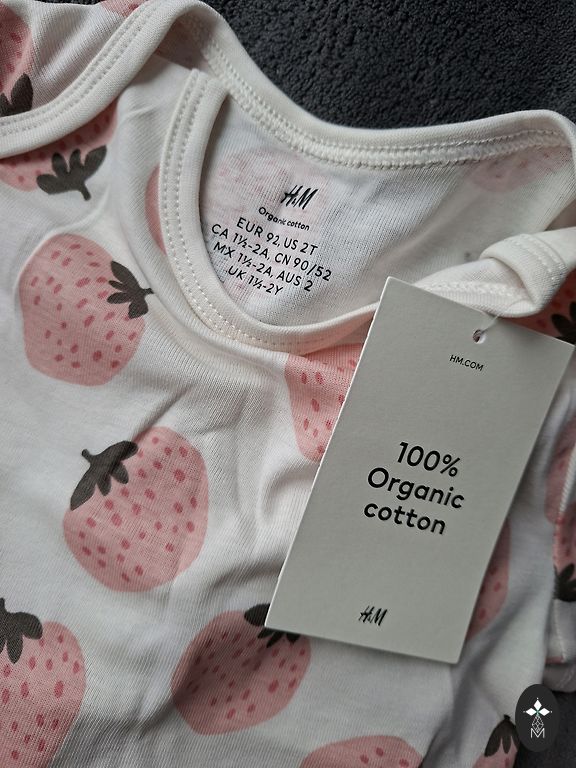 H&M
Organic cotton
EUR 92, US 2T
CA 1½-2A, CN 90/52
MX 1½-2A, AUS 2
UK 1½-2Y
HM.COM
100%
Organic
cotton
H&M
M